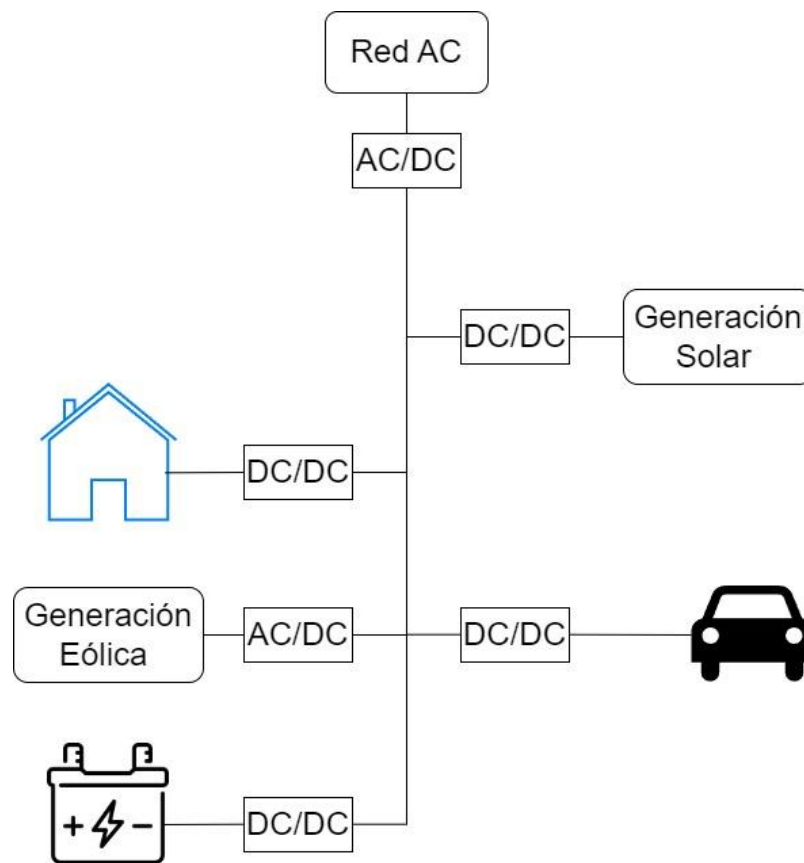 Red AC
AC/DC
DC/DC
Generación
Solar
DC/DC
Generación
Eólica
AC/DC
DC/DC
+ -
DC/DC